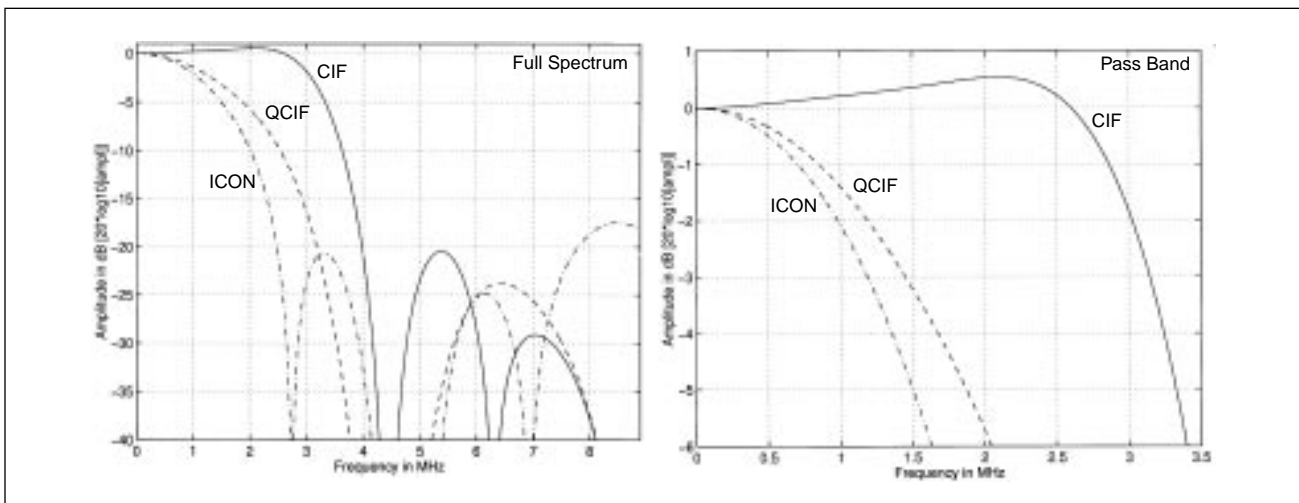 Full Spectrum
CIF
QCIF
ICON
Amplitude in dB [20*log10(ampl)]
0
−5
−10
−15
−20
−25
−30
−35
−40
0
1
2
3
4
5
6
7
8
Frequency in MHz
Pass Band
CIF
QCIF
ICON
Amplitude in dB [20*log10(ampl)]
1
0
−1
−2
−3
−4
−5
−6
0
0.5
1
1.5
2
2.5
3
3.5
Frequency in MHz